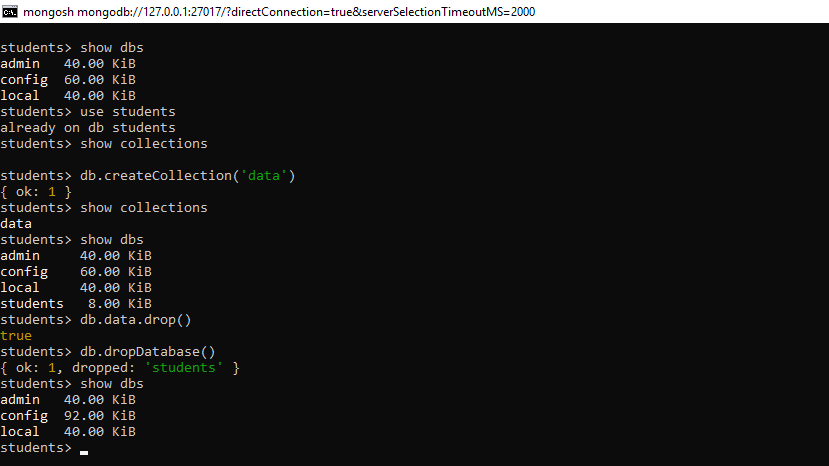 mongosh mongodb://127.0.0.1:27017/?directConnection=true&serverSelectionTimeoutMS=2000
students> show dbs
admin   40.00 KiB
config  60.00 KiB
local   40.00 KiB
students> use students
already on db students
students> show collections

students> db.createCollection('data')
{ ok: 1 }
students> show collections
data
students> show dbs
admin     40.00 KiB
config    60.00 KiB
local     40.00 KiB
students   8.00 KiB
students> db.data.drop()
true
students> db.dropDatabase()
{ ok: 1, dropped: 'students' }
students> show dbs
admin   40.00 KiB
config  92.00 KiB
local   40.00 KiB
students>